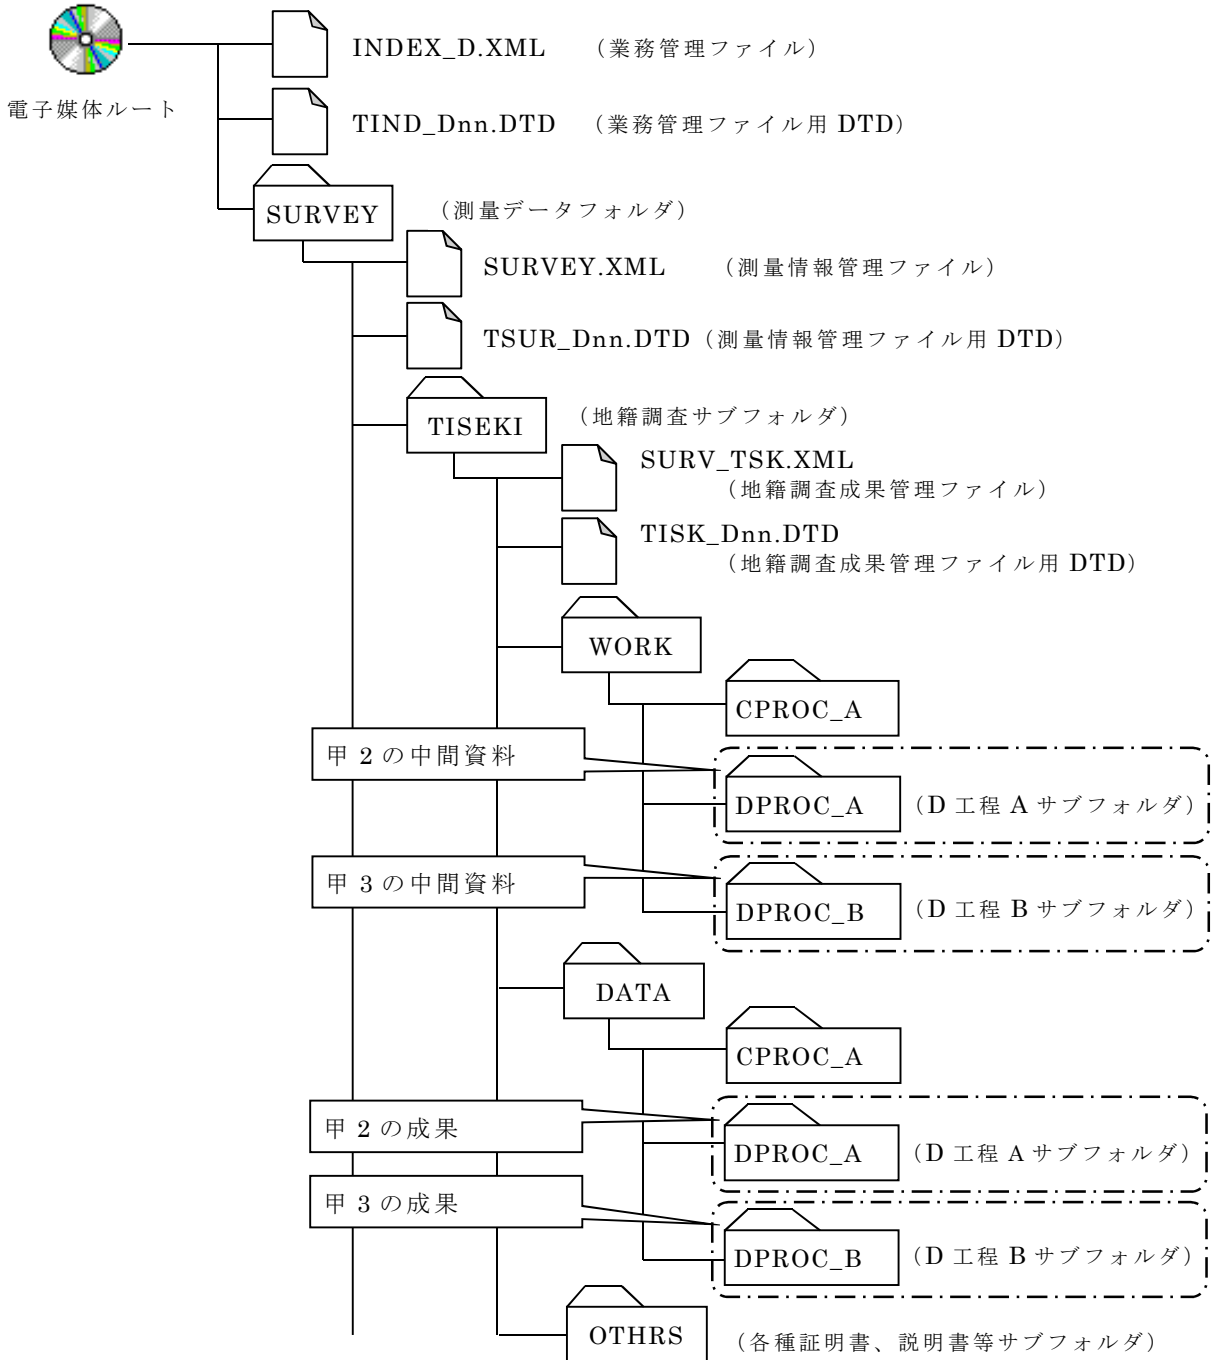 INDEX_D.XML (業務管理ファイル)
電子媒体ルート
TIND_Dnn.DTD (業務管理ファイル用 DTD)
SURVEY (測量データフォルダ)
SURVEY.XML (測量情報管理ファイル)
TSUR_Dnn.DTD (測量情報管理ファイル用 DTD)
TISEKI (地籍調査サブフォルダ)
SURV_TSK.XML
(地籍調査成果管理ファイル)
TISK_Dnn.DTD
(地籍調査成果管理ファイル用 DTD)
WORK
CPROC_A
甲 2 の中間資料
DPROC_A (D 工程 A サブフォルダ)
甲 3 の中間資料
DPROC_B (D 工程 B サブフォルダ)
DATA
CPROC_A
甲 2 の成果
DPROC_A (D 工程 A サブフォルダ)
甲 3 の成果
DPROC_B (D 工程 B サブフォルダ)
OTHRS (各種証明書、説明書等サブフォルダ)